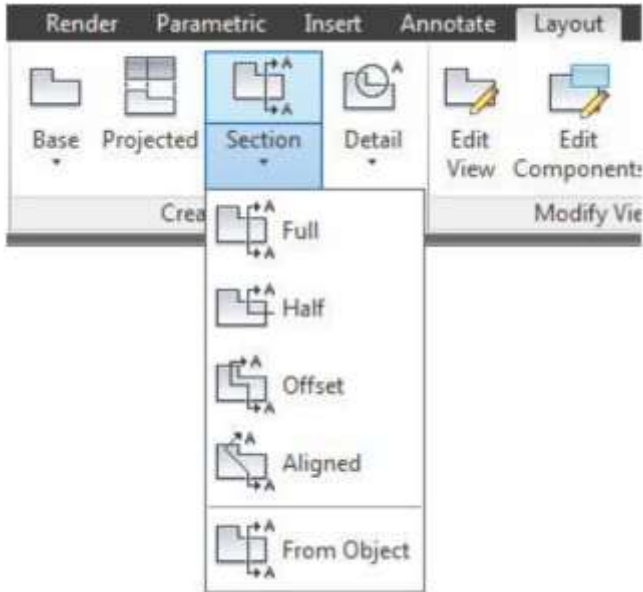 Render Parametric Insert Annotate Layout
Base Projected Section Detail Edit View Edit Components
Modify
Full
Half
Offset
Aligned
From Object